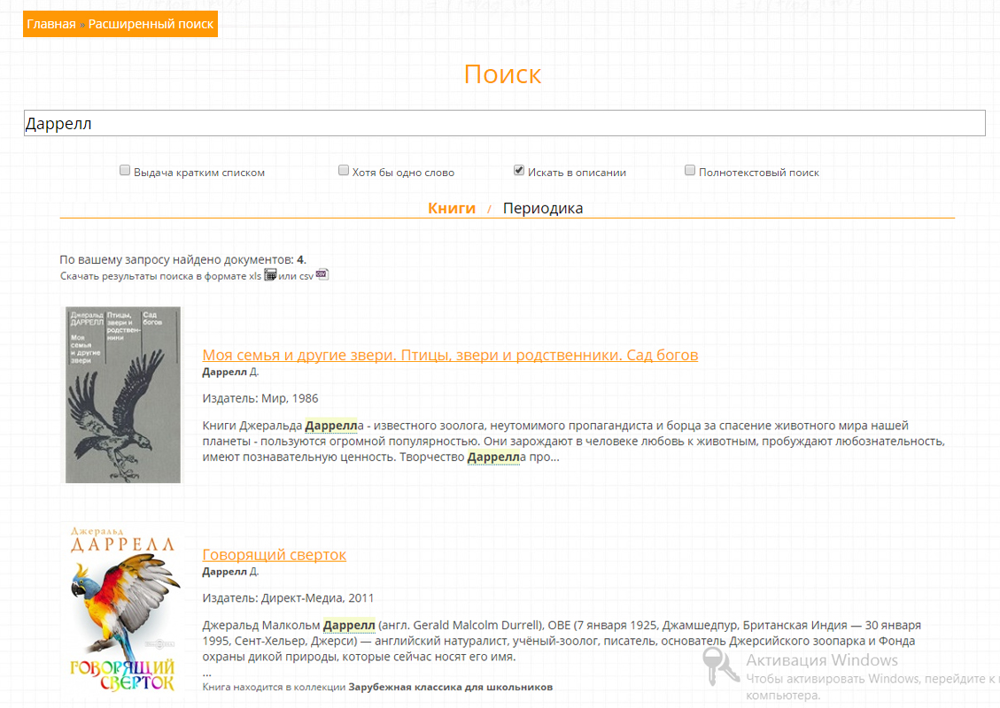 Главная » Расширенный поиск
Поиск
Даррелл
Выдача кратким списком
Хотя бы одно слово
Искать в описании
Полнотекстовый поиск
Книги / Периодика
По вашему запросу найдено документов: 4.
Скачать результаты поиска в формате xls или csv
Джеральд ДАРРЕЛЛ
Моя семья и другие звери
Птицы, звери и родствен-ники
Сад богов
Моя семья и другие звери. Птицы, звери и родственники. Сад богов
Даррелл Д.
Издатель: Мир, 1986
Книги Джеральда Даррелла - известного зоолога, неутомимого пропагандиста и борца за спасение животного мира нашей
планеты - пользуются огромной популярностью. Они зарождают в человеке любовь к животным, пробуждают любознательность,
имеют познавательную ценность. Творчество Даррелла про...
Джеральд
ДАРРЕЛЛ
ГОВОРЯЩИЙ
СВЕРТОК
Говорящий сверток
Даррелл Д.
Издатель: Директ-Медиа, 2011
Джеральд Малкольм Даррелл (англ. Gerald Malcolm Durrell), OBE (7 января 1925, Джамшедпур, Британская Индия — 30 января
1995, Сент-Хельер, Джерси) — английский натуралист, учёный-зоолог, писатель, основатель Джерсийского зоопарка и Фонда
охраны дикой природы, которые сейчас носят его имя.
...
Книга находится в коллекции Зарубежная классика для школьников
Активация Windows
Чтобы активировать Windows, перейдите к
компьютера.